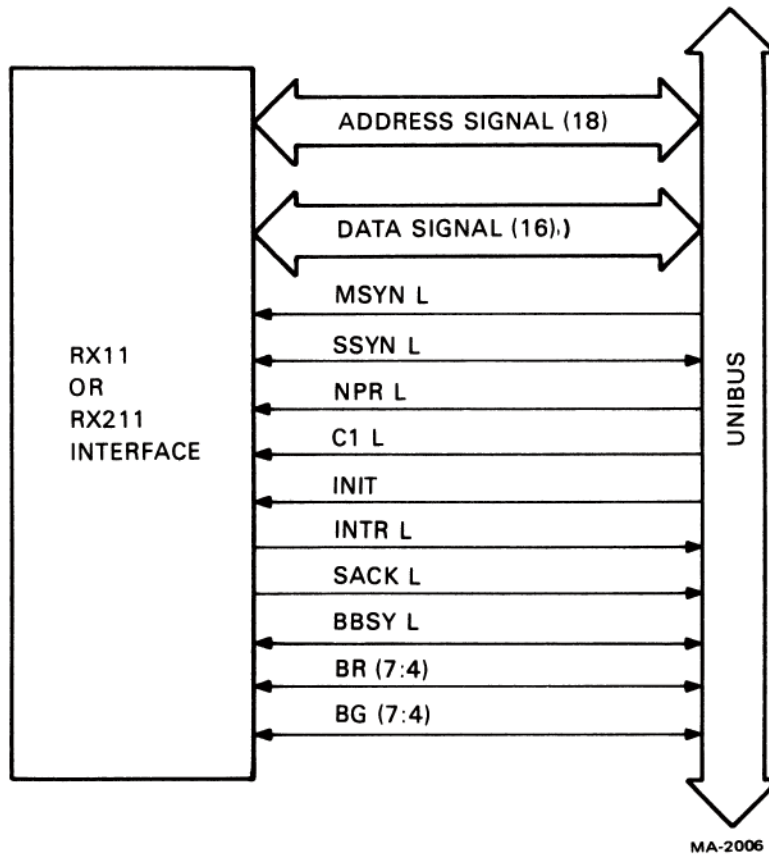 ADDRESS SIGNAL (18)
DATA SIGNAL (16).)
MSYN L
SSYN L
NPR L
C1 L
INIT
INTR L
SACK L
BBSY L
BR (7:4)
BG (7:4)
RX11
OR
RX211
INTERFACE
UNIBUS
MA-2006